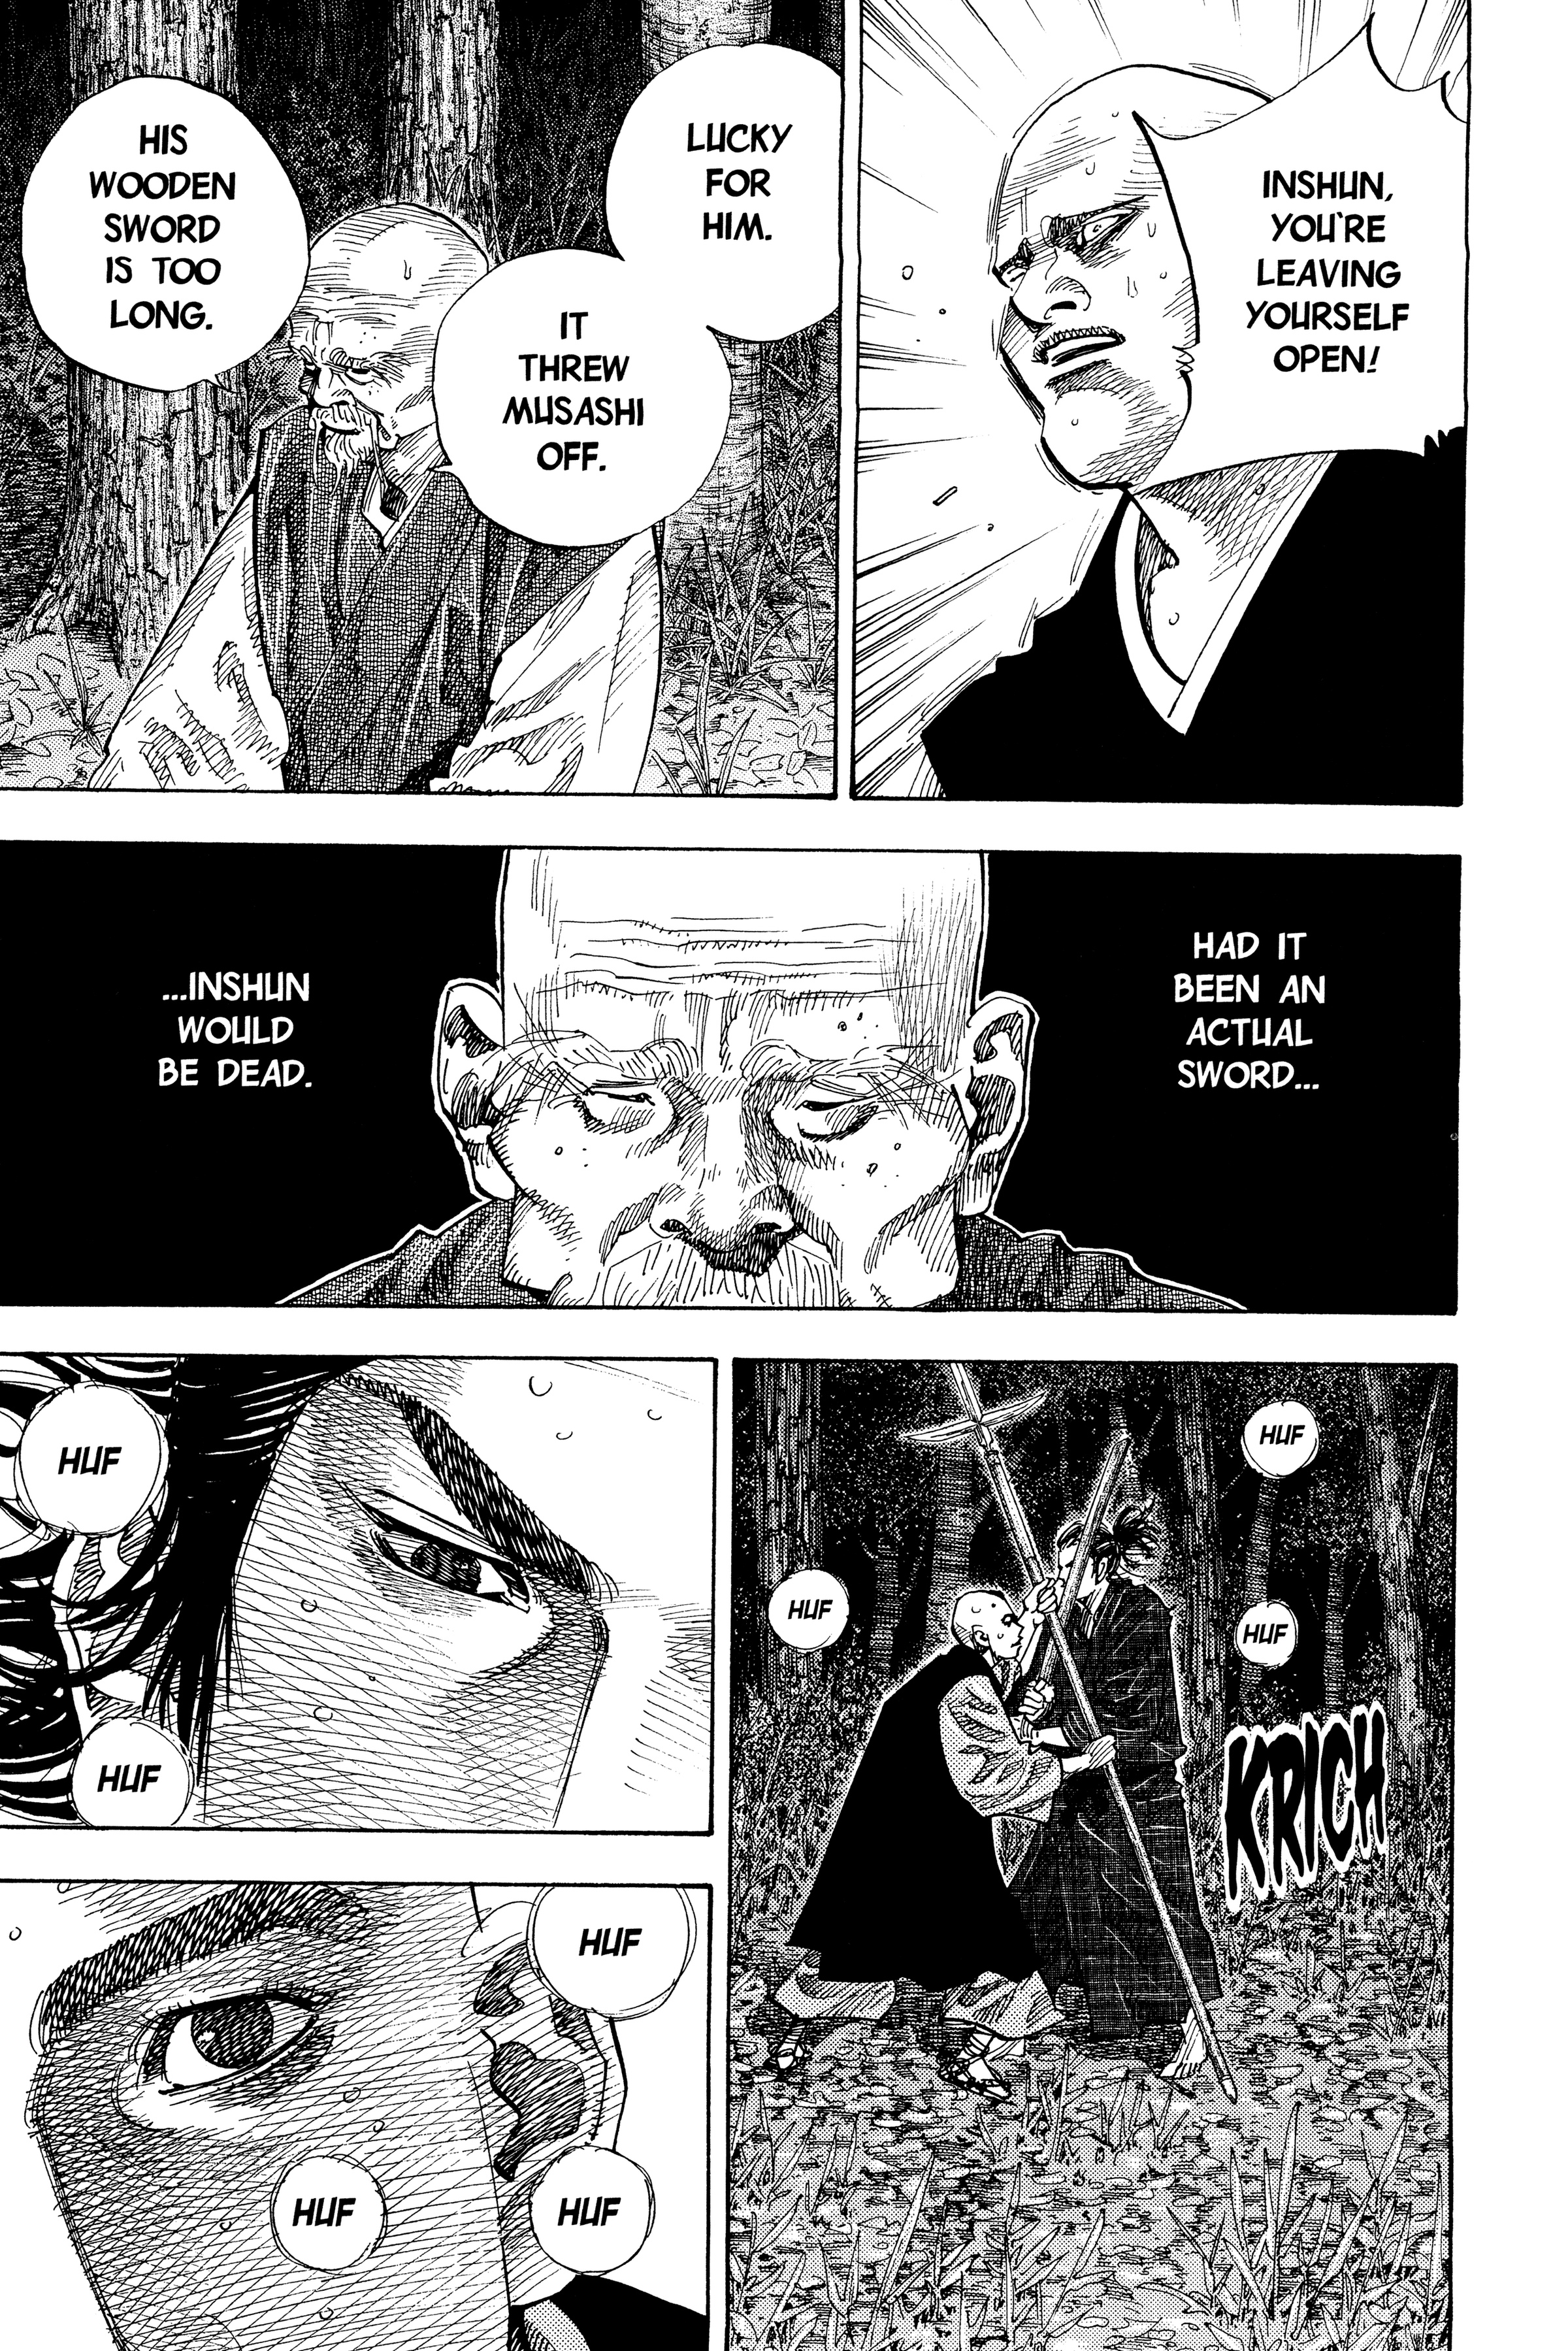 INSHUN,
YOU'RE
LEAVING
YOURSELF
OPEN!
LUCKY
FOR
HIM.
IT
THREW
MUSASHI
OFF.
HIS
WOODEN
SWORD
IS TOO
LONG.
HAD IT
BEEN AN
ACTUAL
SWORD...
...INSHUN
WOULD
BE DEAD.
HUF
HUF
HUF
KRICH
HUF
HUF
HUF
HUF
HUF